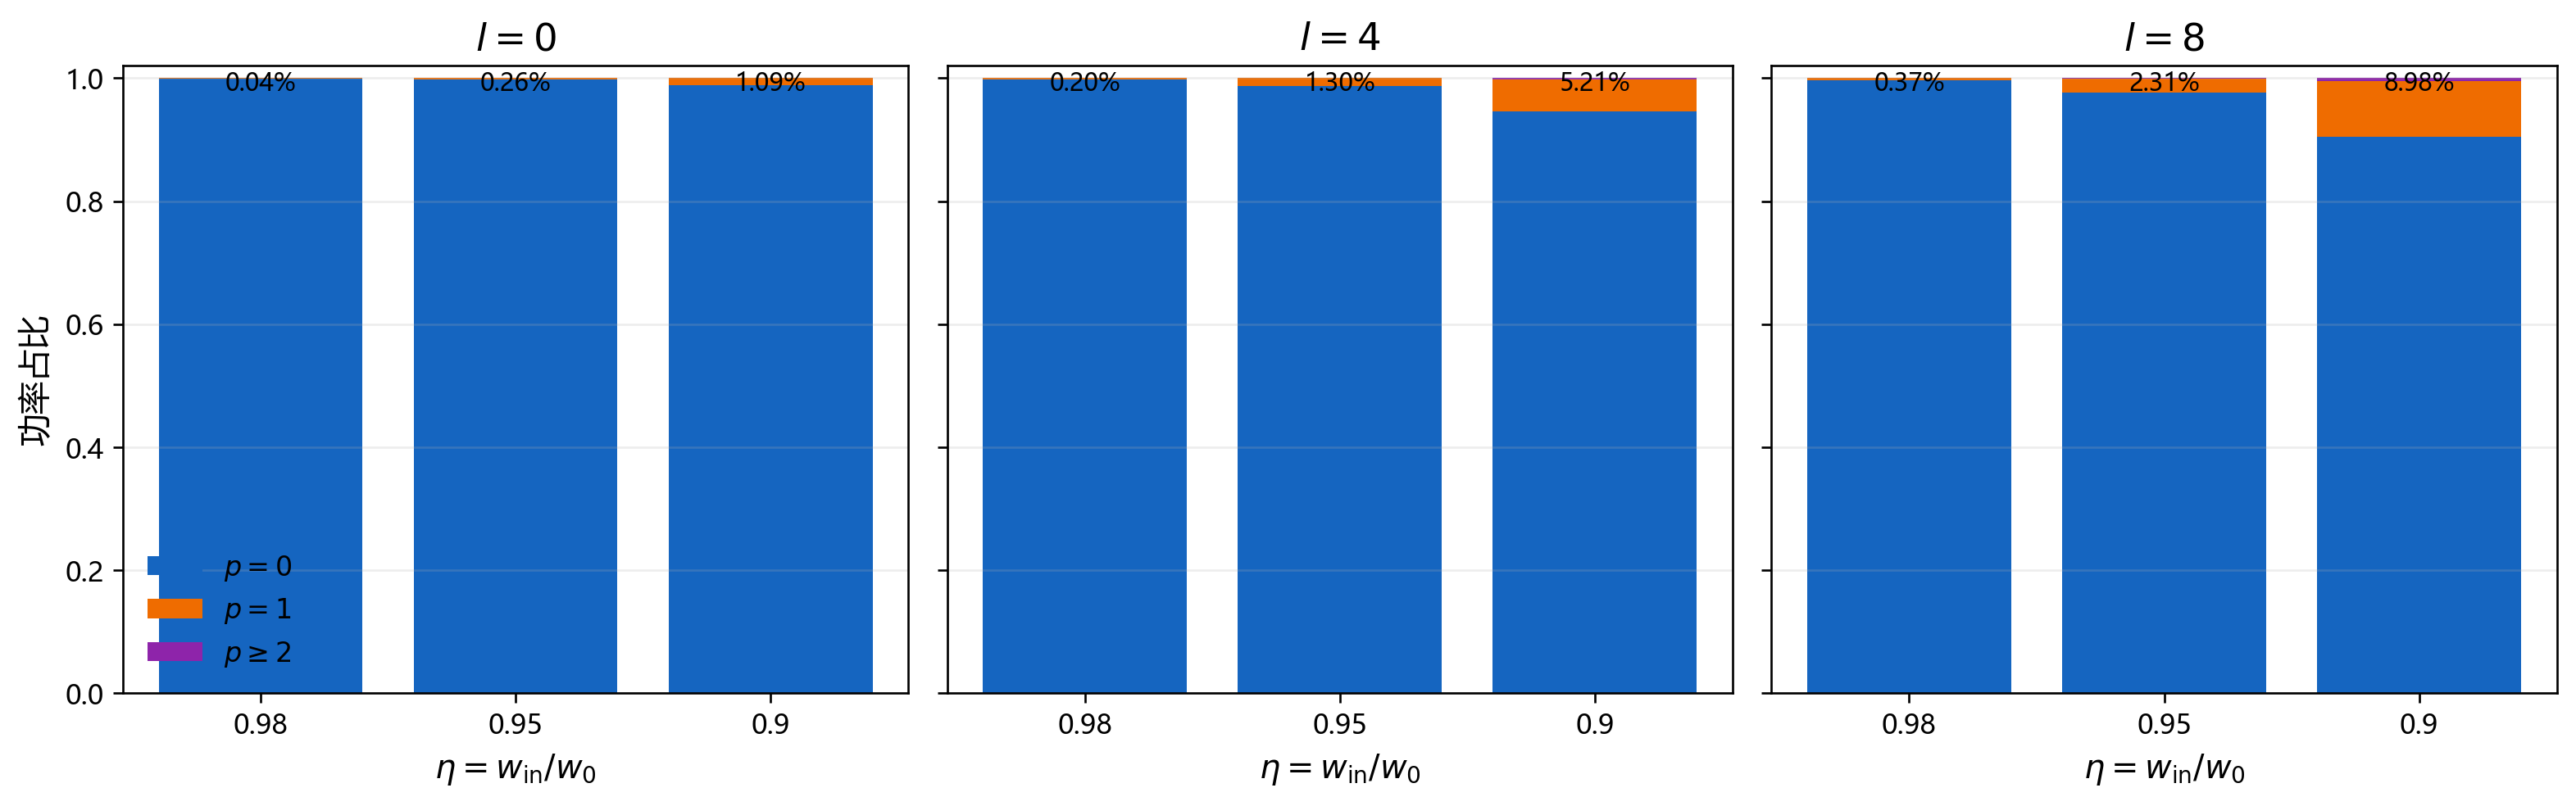 l = 0
l = 4
l = 8
功率占比
1.0
0.8
0.6
0.4
0.2
0.0
0.04%
0.26%
1.09%
0.20%
1.30%
5.21%
0.37%
2.31%
8.98%
p = 0
p = 1
p ≥ 2
0.98
0.95
0.9
0.98
0.95
0.9
0.98
0.95
0.9
η = w_in/w_0
η = w_in/w_0
η = w_in/w_0